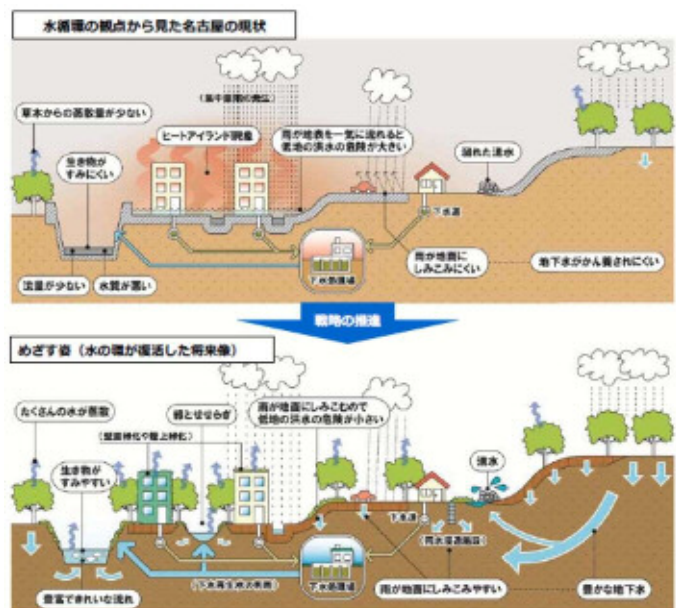 水循環の観点から見た名古屋の現状
(集中豪雨の発生)
草木からの蒸散量が少ない
ヒートアイランド現象
雨が地表を一気に流れると
低地の洪水の危険が大きい
涸れた湧水
生き物が
すみにくい
下水道
雨が地面に
しみこみにくい
地下水がかん養されにくい
流量が少ない
水質が悪い
下水処理場
戦略の推進
めざす姿(水の環が復活した将来像)
たくさんの水が蒸散
緑とせせらぎ
雨が地面にしみこむので
低地の洪水の危険が小さい
(壁面緑化や屋上緑化)
生き物が
すみやすい
湧水
下水道
(雨水浸透施設)
(下水再生水の利用)
下水処理場
豊富できれいな流れ
雨が地面にしみこみやすい
豊かな地下水